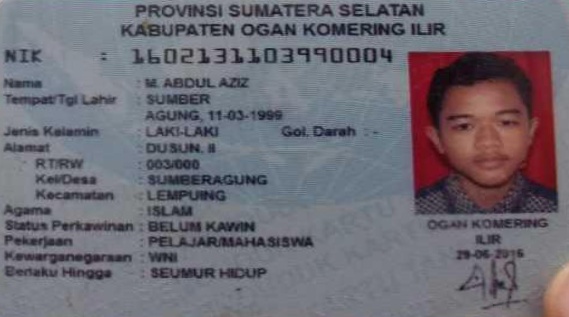 PROVINSI SUMATERA SELATAN
KABUPATEN OGAN KOMERING ILIR
NIK : 1602131103990004
Nama : M. ABDUL AZIZ
Tempat/Tgl Lahir : SUMBER
AGUNG, 11-03-1999
Jenis Kelamin : LAKI-LAKI Gol. Darah : -
Alamat : DUSUN. II
RT/RW : 003/000
Kel/Desa : SUMBERAGUNG
Kecamatan : LEMPUING
Agama : ISLAM
Status Perkawinan : BELUM KAWIN
Pekerjaan : PELAJAR/MAHASISWA
Kewarganegaraan : WNI
Berlaku Hingga : SEUMUR HIDUP
OGAN KOMERING
ILIR
29-06-2016